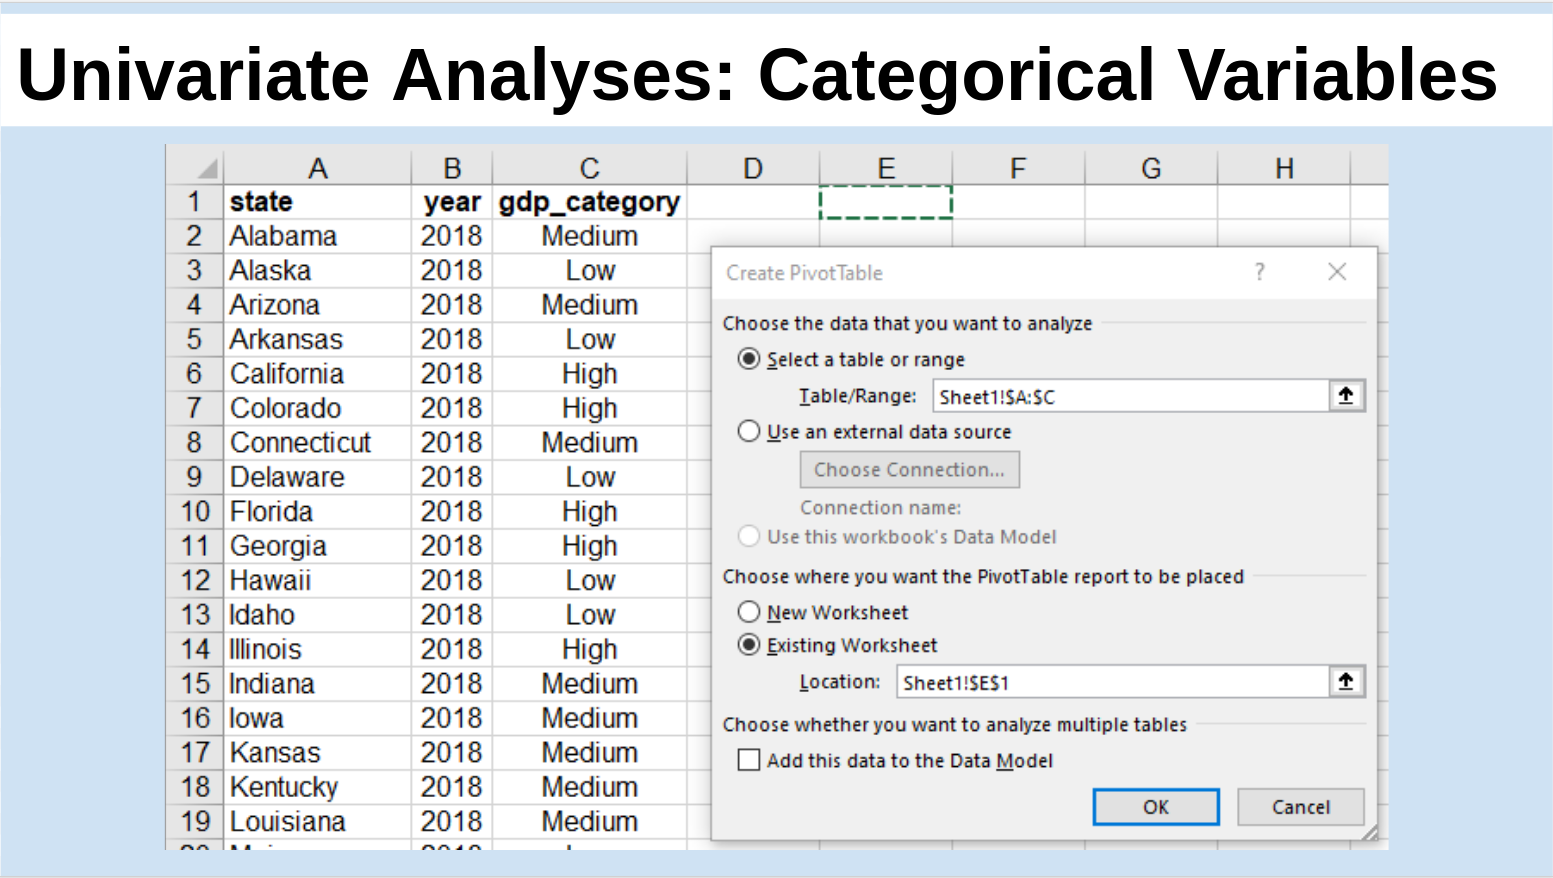 Univariate Analyses: Categorical Variables
A B C D E F G H
1 state year gdp_category
2 Alabama 2018 Medium
3 Alaska 2018 Low
4 Arizona 2018 Medium
5 Arkansas 2018 Low
6 California 2018 High
7 Colorado 2018 High
8 Connecticut 2018 Medium
9 Delaware 2018 Low
10 Florida 2018 High
11 Georgia 2018 High
12 Hawaii 2018 Low
13 Idaho 2018 Low
14 Illinois 2018 High
15 Indiana 2018 Medium
16 Iowa 2018 Medium
17 Kansas 2018 Medium
18 Kentucky 2018 Medium
19 Louisiana 2018 Medium
Create PivotTable ?
Choose the data that you want to analyze
Select a table or range
Table/Range: Sheet1!$A:$C
Use an external data source
Choose Connection...
Connection name:
Use this workbook's Data Model
Choose where you want the PivotTable report to be placed
New Worksheet
Existing Worksheet
Location: Sheet1!$E$1
Choose whether you want to analyze multiple tables
Add this data to the Data Model
OK Cancel